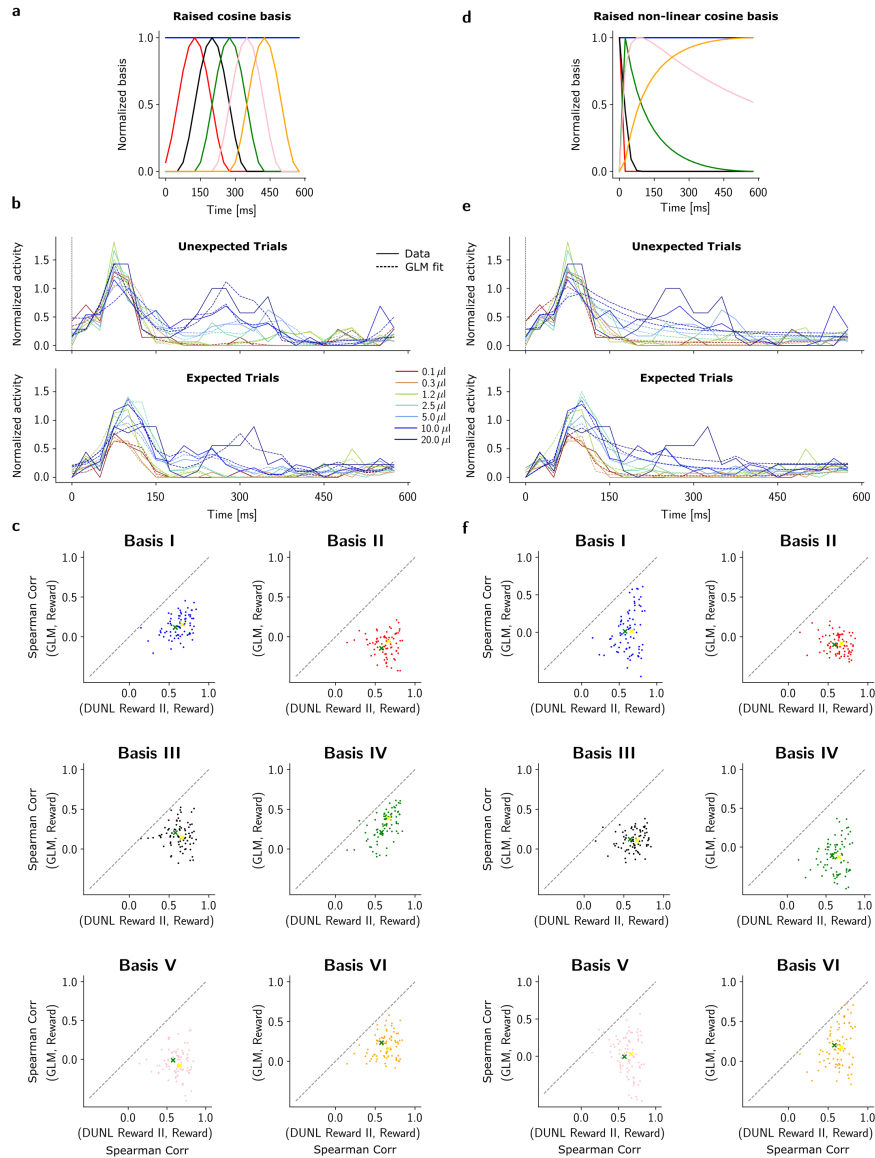 a
Raised cosine basis
Normalized basis
1.0
0.5
0.0
0
150
300
450
600
Time [ms]
d
Raised non-linear cosine basis
Normalized basis
1.0
0.5
0.0
0
150
300
450
600
Time [ms]
b
Unexpected Trials
Normalized activity
1.5
1.0
0.5
0.0
Data
GLM fit
Expected Trials
Normalized activity
1.5
1.0
0.5
0.0
0
150
300
450
600
Time [ms]
0.1 μl
0.3 μl
1.2 μl
2.5 μl
5.0 μl
10.0 μl
20.0 μl
e
Unexpected Trials
Normalized activity
1.5
1.0
0.5
0.0
Expected Trials
Normalized activity
1.5
1.0
0.5
0.0
0
150
300
450
600
Time [ms]
c
Basis I
Spearman Corr
(GLM, Reward)
1.0
0.5
0.0
0.0
0.5
1.0
(DUNL Reward II, Reward)
Basis II
1.0
0.5
0.0
0.0
0.5
1.0
(DUNL Reward II, Reward)
Basis III
Spearman Corr
(GLM, Reward)
1.0
0.5
0.0
0.0
0.5
1.0
(DUNL Reward II, Reward)
Basis IV
1.0
0.5
0.0
0.0
0.5
1.0
(DUNL Reward II, Reward)
Basis V
Spearman Corr
(GLM, Reward)
1.0
0.5
0.0
0.0
0.5
1.0
(DUNL Reward II, Reward)
Spearman Corr
Basis VI
1.0
0.5
0.0
0.0
0.5
1.0
(DUNL Reward II, Reward)
Spearman Corr
f
Basis I
Spearman Corr
(GLM, Reward)
1.0
0.5
0.0
0.0
0.5
1.0
(DUNL Reward II, Reward)
Basis II
1.0
0.5
0.0
0.0
0.5
1.0
(DUNL Reward II, Reward)
Basis III
Spearman Corr
(GLM, Reward)
1.0
0.5
0.0
0.0
0.5
1.0
(DUNL Reward II, Reward)
Basis IV
1.0
0.5
0.0
0.0
0.5
1.0
(DUNL Reward II, Reward)
Basis V
Spearman Corr
(GLM, Reward)
1.0
0.5
0.0
0.0
0.5
1.0
(DUNL Reward II, Reward)
Spearman Corr
Basis VI
1.0
0.5
0.0
0.0
0.5
1.0
(DUNL Reward II, Reward)
Spearman Corr